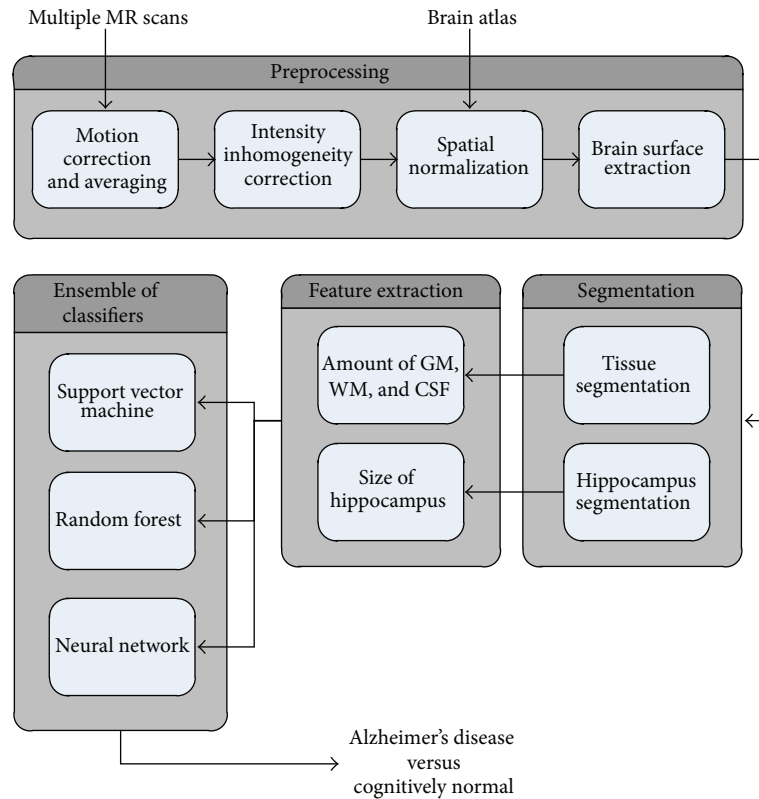 Multiple MR scans
Brain atlas
Preprocessing
Motion
correction
and averaging
Intensity
inhomogeneity
correction
Spatial
normalization
Brain surface
extraction
Ensemble of
classifiers
Support vector
machine
Random forest
Neural network
Feature extraction
Amount of GM,
WM, and CSF
Size of
hippocampus
Segmentation
Tissue
segmentation
Hippocampus
segmentation
Alzheimer's disease
versus
cognitively normal